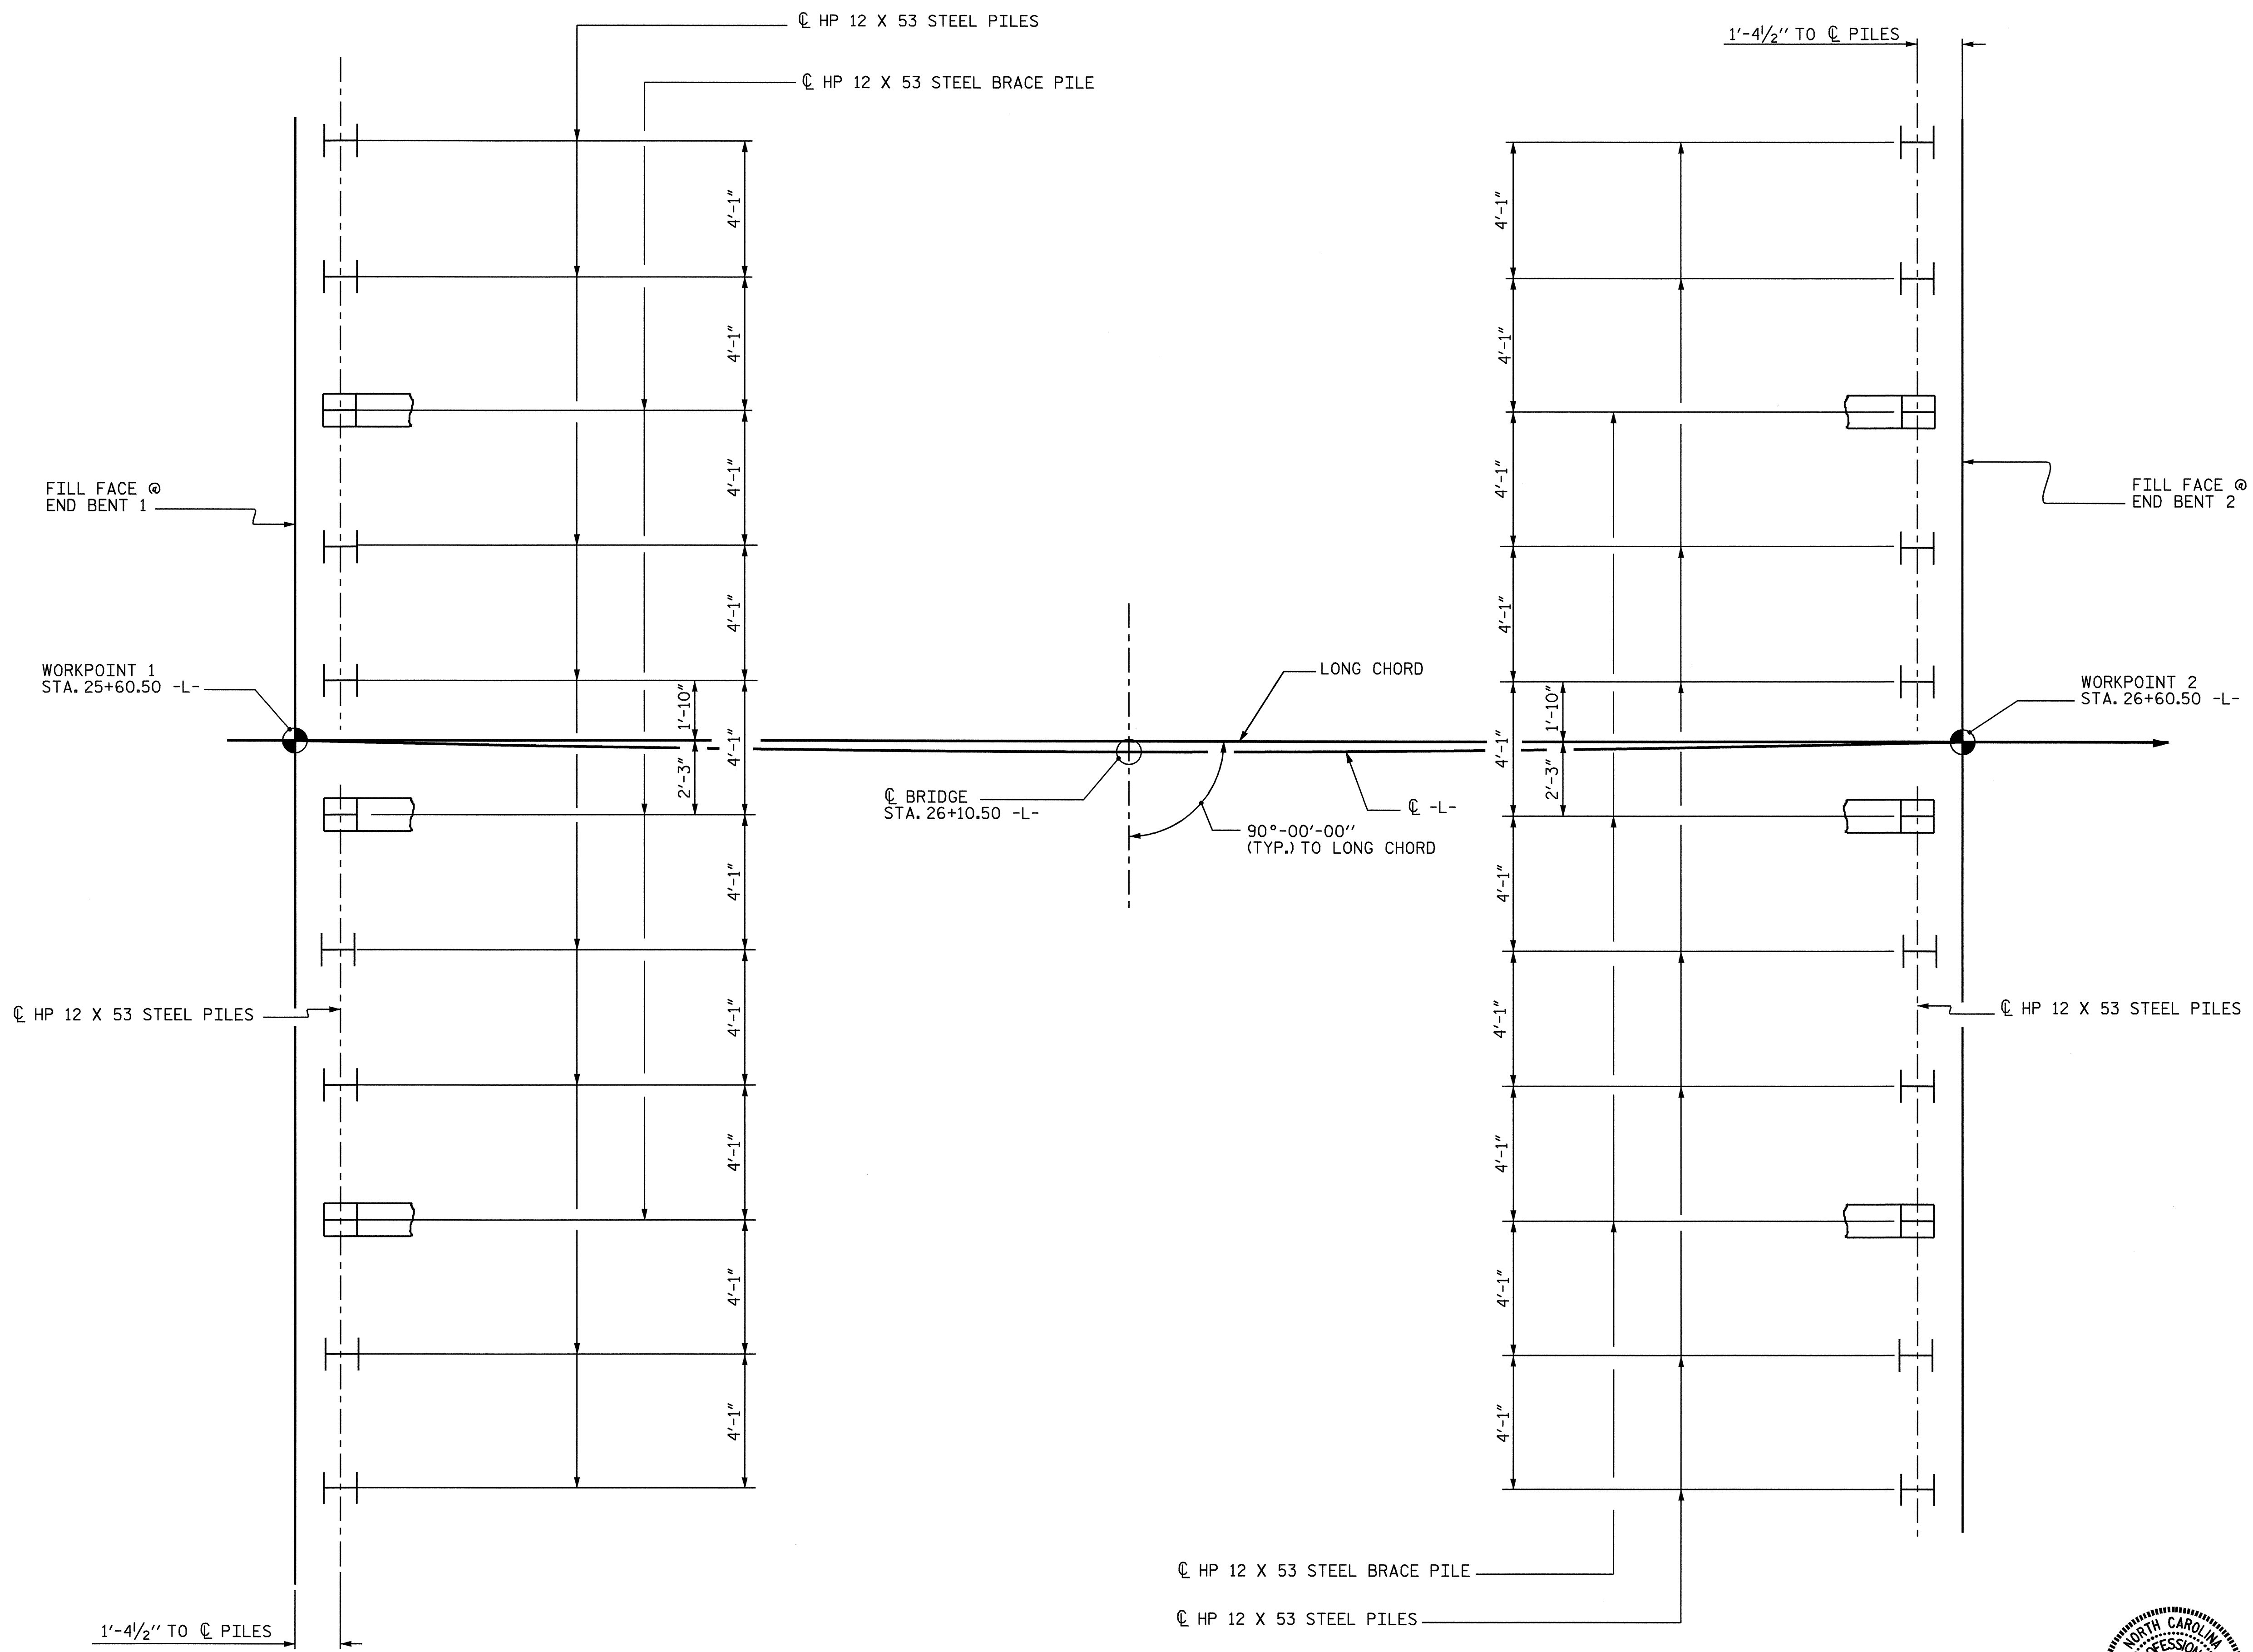 ℄ HP 12 X 53 STEEL PILES
1'-4 1/2" TO ℄ PILES
℄ HP 12 X 53 STEEL BRACE PILE
4'-1"
4'-1"
4'-1"
4'-1"
4'-1"
4'-1"
FILL FACE @
END BENT 1
FILL FACE @
END BENT 2
4'-1"
4'-1"
WORKPOINT 1
STA. 25+60.50 -L-
LONG CHORD
WORKPOINT 2
STA. 26+60.50 -L-
1'-10"
4'-1"
2'-3"
4'-1"
1'-10"
2'-3"
℄ BRIDGE
STA. 26+10.50 -L-
℄ -L-
90°-00'-00"
(TYP.) TO LONG CHORD
4'-1"
4'-1"
℄ HP 12 X 53 STEEL PILES
4'-1"
4'-1"
℄ HP 12 X 53 STEEL PILES
4'-1"
4'-1"
4'-1"
4'-1"
4'-1"
4'-1"
℄ HP 12 X 53 STEEL BRACE PILE
℄ HP 12 X 53 STEEL PILES
1'-4 1/2" TO ℄ PILES
NORTH CAROLINA